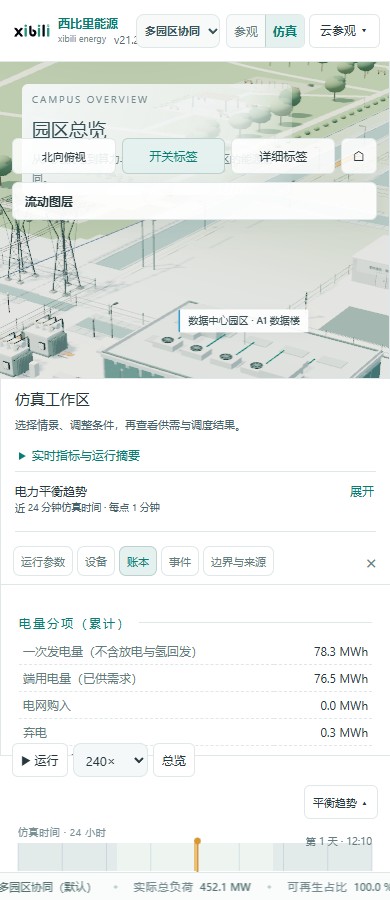 xibili
西比里能源
xibili energy v21.2
多园区协同
参观
仿真
云参观
CAMPUS OVERVIEW
园区总览
同。
北向俯视
开关标签
详细标签
流动图层
数据中心园区 · A1 数据楼
仿真工作区
选择情景、调整条件，再查看供需与调度结果。
▶ 实时指标与运行摘要
电力平衡趋势
展开
近 24 分钟仿真时间 · 每点 1 分钟
运行参数
设备
账本
事件
边界与来源
×
电量分项（累计）
一次发电量（不含放电与氢回发） 78.3 MWh
端用电量（已供需求） 76.5 MWh
电网购入 0.0 MWh
弃电 0.3 MWh
▶ 运行
240×
总览
平衡趋势 ▲
仿真时间 · 24 小时
第 1 天 · 12:10
多园区协同（默认） • 实际总负荷 452.1 MW • 可再生占比 100.0